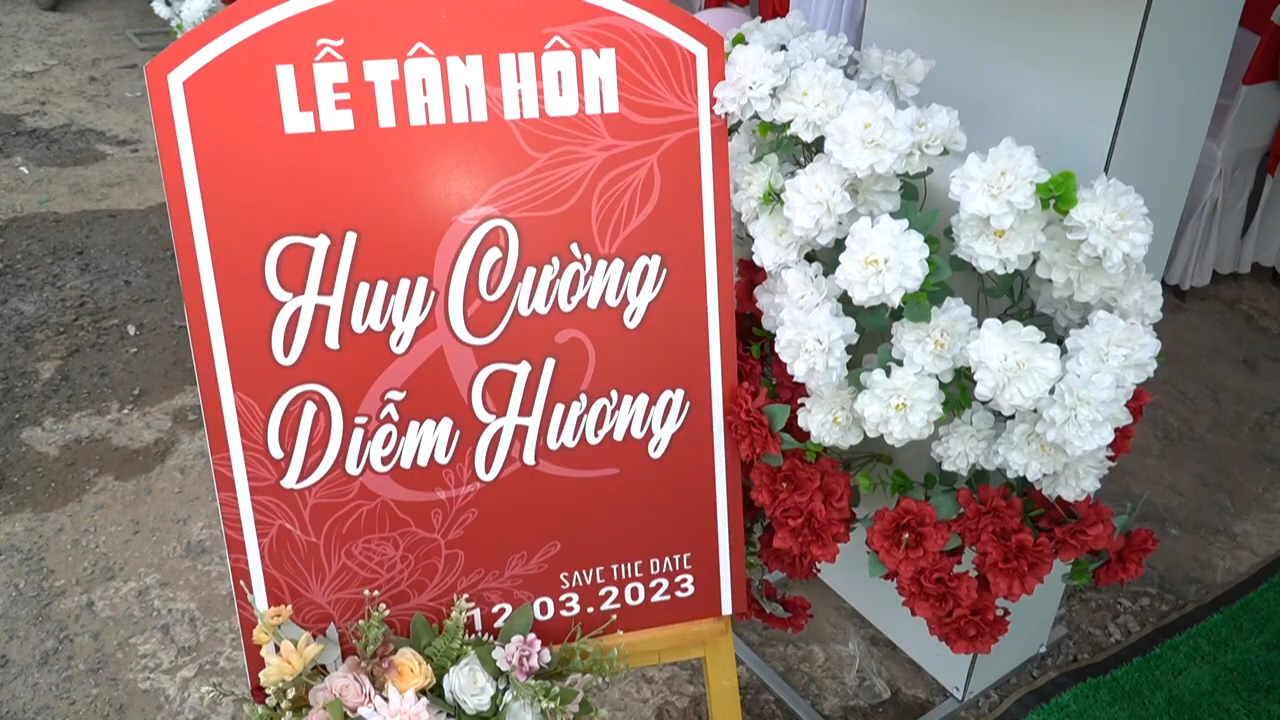 LỄ TÂN HÔN
Huy Cường
&
Diễm Hương
SAVE THE DATE
12.03.2023